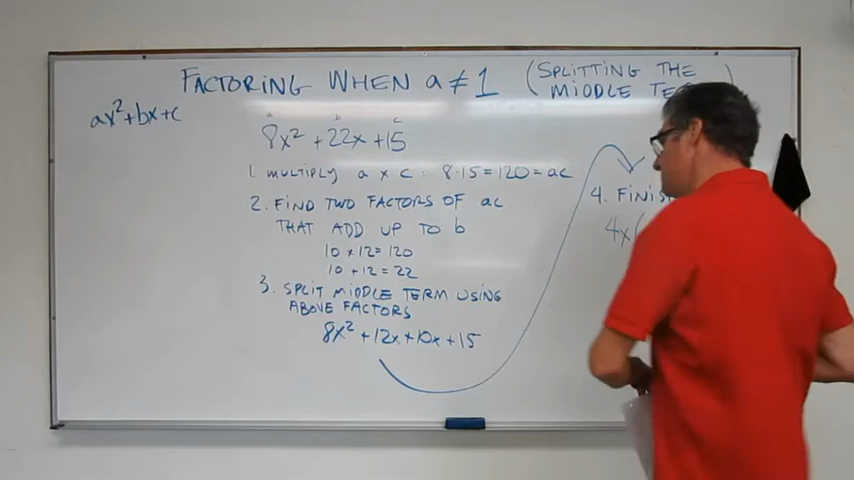 FACTORING WHEN a ≠ 1 (SPLITTING THE
MIDDLE
ax²+bx+c
a b c
8x² +22x +15
1. MULTIPLY a x c : 8·15=120=ac
2. FIND TWO FACTORS OF ac
THAT ADD UP TO b
10 x 12 = 120
10 + 12 = 22
3. SPLIT MIDDLE TERM USING
ABOVE FACTORS
8x² +12x+10x+15
4.
4x(